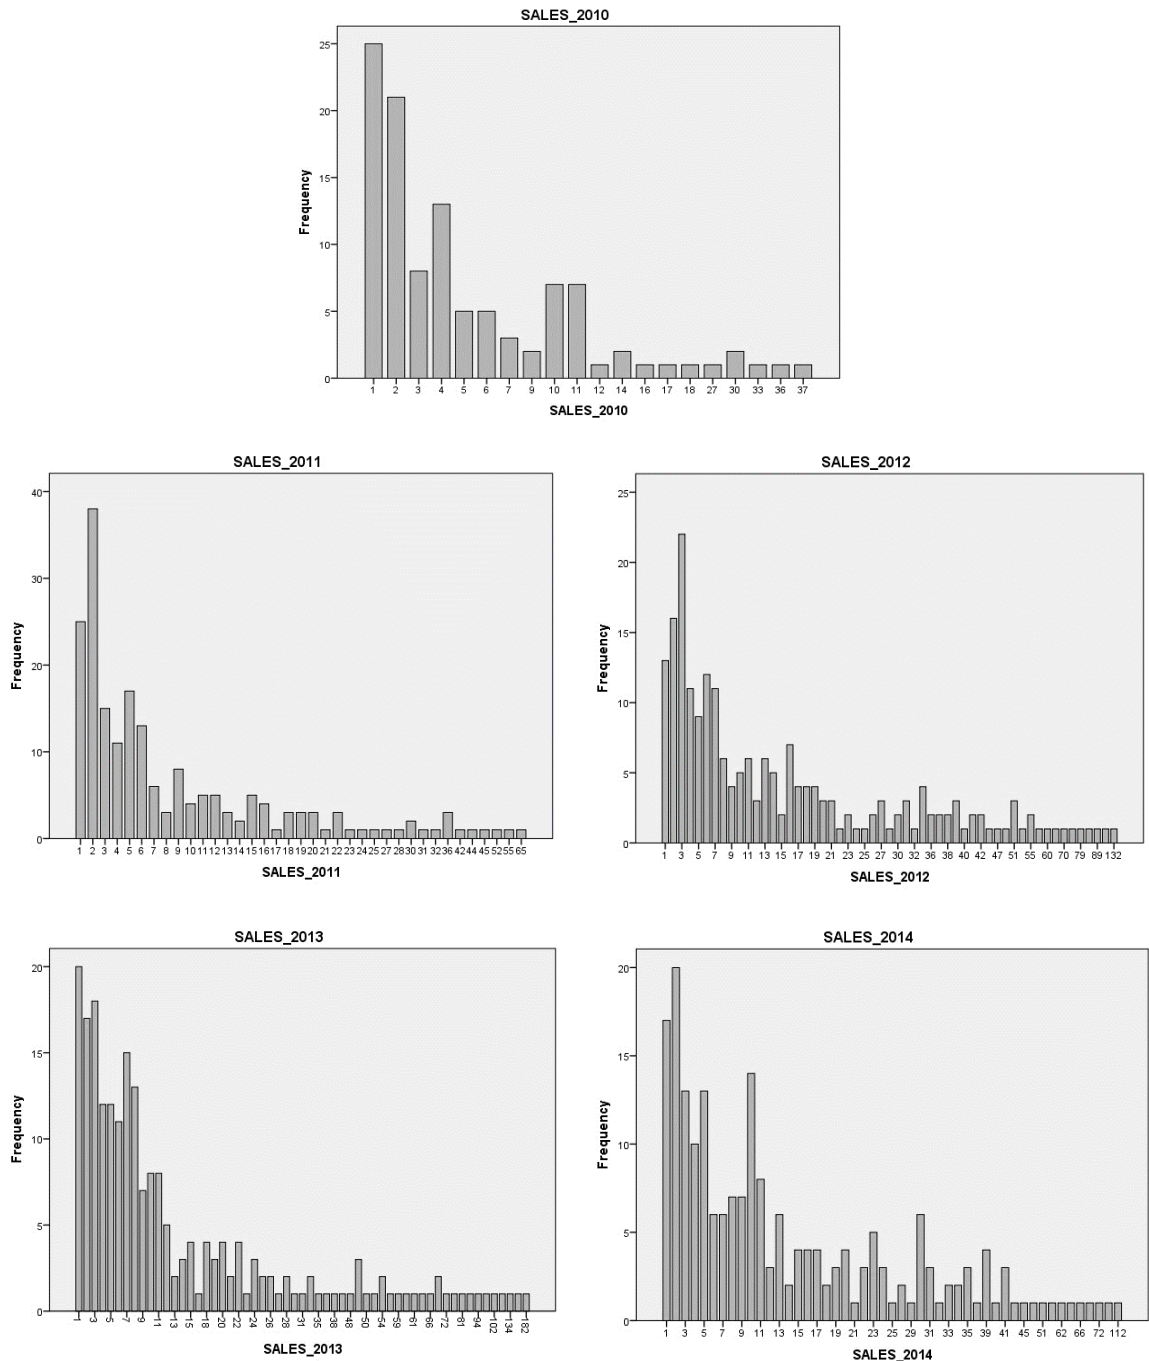 SALES_2010
25
20
15
10
5
0
Frequency
1 2 3 4 5 6 7 9 10 11 12 14 16 17 18 27 30 33 36 37
SALES_2010
SALES_2011
40
30
20
10
0
Frequency
1 2 3 4 5 6 7 8 9 10 11 12 13 14 15 16 17 18 19 20 21 22 23 24 25 27 28 30 31 32 36 42 44 45 52 55 65
SALES_2011
SALES_2012
25
20
15
10
5
0
Frequency
1 3 5 7 9 11 13 15 17 19 21 23 25 27 30 32 36 38 40 42 47 51 55 60 70 79 89 132
SALES_2012
SALES_2013
20
15
10
5
0
Frequency
1 3 5 7 9 11 13 15 18 20 22 24 26 28 31 35 38 48 50 54 59 61 66 72 81 94 102 134 182
SALES_2013
SALES_2014
20
15
10
5
0
Frequency
1 3 5 7 9 11 13 15 17 19 21 23 25 29 31 33 35 39 41 45 51 62 66 72 112
SALES_2014